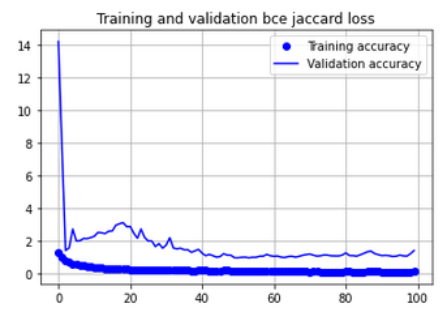 Training and validation bce jaccard loss
Training accuracy
Validation accuracy
14
12
10
8
6
4
2
0
0 20 40 60 80 100